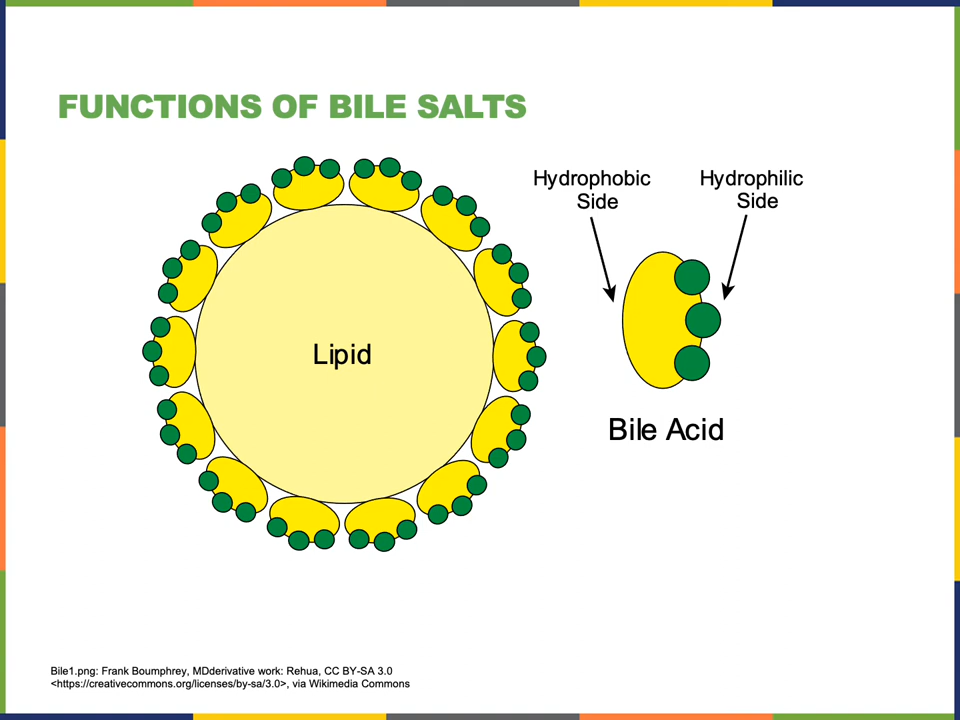 FUNCTIONS OF BILE SALTS
Hydrophobic
Side
Hydrophilic
Side
Lipid
Bile Acid
Bile1.png: Frank Boumphrey, MDderivative work: Rehua, CC BY-SA 3.0
<https://creativecommons.org/licenses/by-sa/3.0>, via Wikimedia Commons